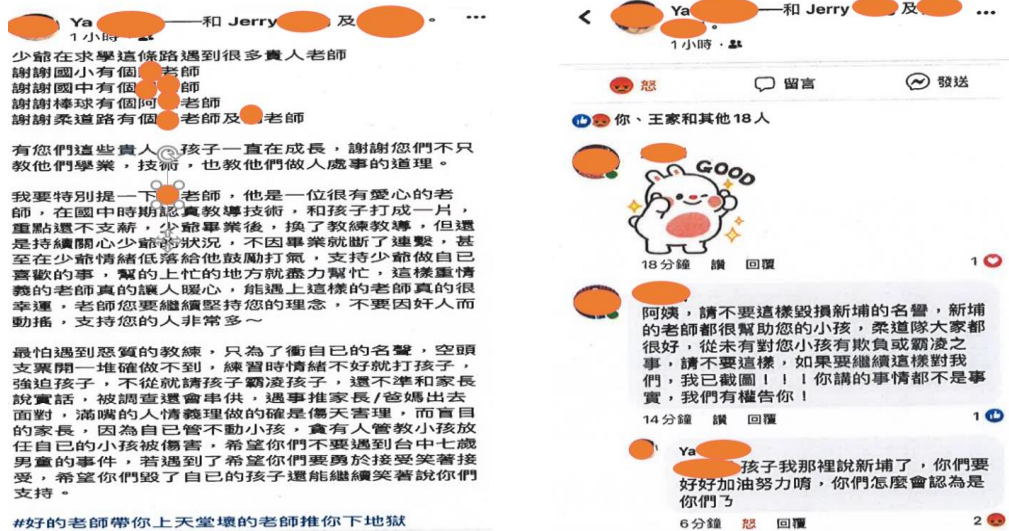 Ya ——和 Jerry 及 。
1小時 ·
少爺在求學這條路遇到很多貴人老師
謝謝國小有個 老師
謝謝國中有個 師
謝謝棒球有個阿 老師
謝謝柔道路有個 老師及 老師
有您們這些貴人 孩子一直在成長,謝謝您們不只
教他們學業,技術,也教他們做人處事的道理。
我要特別提一下 老師,他是一位很有愛心的老
師,在國中時期認真教導技術,和孩子打成一片,
重點還不支薪,少爺畢業後,換了教練教導,但還
是持續關心少爺的狀況,不因畢業就斷了連繫,甚
至在少爺情緒低落給他鼓勵打氣,支持少爺做自已
喜歡的事,幫的上忙的地方就盡力幫忙,這樣重情
義的老師真的讓人暖心,能遇上這樣的老師真的很
幸運,老師您要繼續堅持您的理念,不要因奸人而
動搖,支持您的人非常多~
最怕遇到惡質的教練,只為了衝自已的名聲,空頭
支票開一堆確做不到,練習時情緒不好就打孩子,
強迫孩子,不從就請孩子霸凌孩子,還不準和家長
說實話,被調查還會串供,遇事推家長/爸媽出去
面對,滿嘴的人情義理做的確是傷天害理,而盲目
的家長,因為自已管不動小孩,貪有人管教小孩放
任自已的小孩被傷害,希望你們不要遇到台中七歲
男童的事件,若遇到了希望你們要勇於接受笑著接
受,希望你們毀了自已的孩子還能繼續笑著說你們
支持。
#好的老師帶你上天堂壞的老師推你下地獄
Ya ——和 Jerry 及
。
1小時 ·
怒 留言 發送
你、王家和其他18人
GOOD
18分鐘 讚 回覆 1
阿姨,請不要這樣毀損新埔的名譽,新埔
的老師都很幫助您的小孩,柔道隊大家都
很好,從未有對您小孩有欺負或霸凌之
事,請不要這樣,如果要繼續這樣對我
們,我已截圖!!!你講的事情都不是事
實,我們有權告你!
14分鐘 讚 回覆 1
Ya
孩子我那裡說新埔了,你們要
好好加油努力唷,你們怎麼會認為是
你們ㄋ
6分鐘 怒 回覆 2